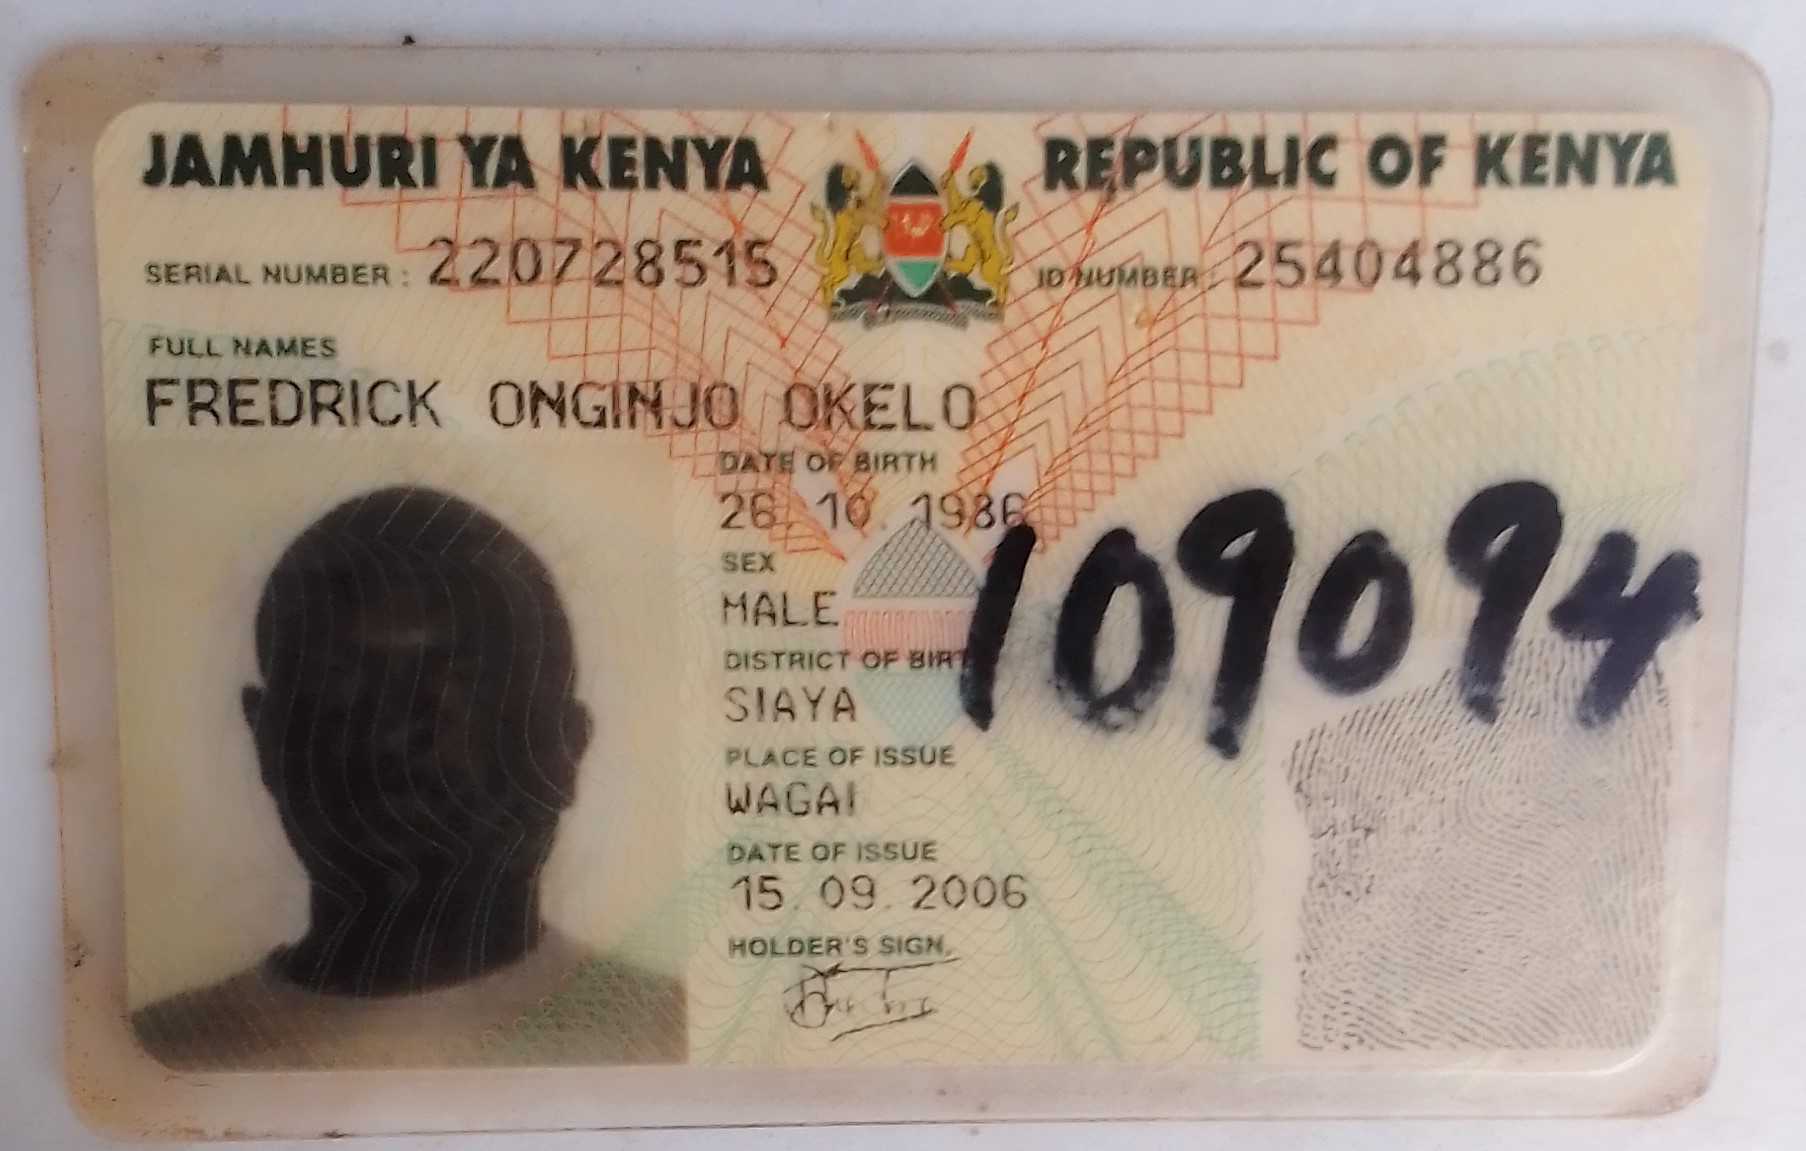 JAMHURI YA KENYA REPUBLIC OF KENYA
SERIAL NUMBER : 220728515 ID NUMBER : 25404886
FULL NAMES
FREDRICK ONGINJO OKELO
DATE OF BIRTH
26. 10. 1986
SEX
MALE
109094
DISTRICT OF BIRT
SIAYA
PLACE OF ISSUE
WAGAI
DATE OF ISSUE
15. 09. 2006
HOLDER'S SIGN.